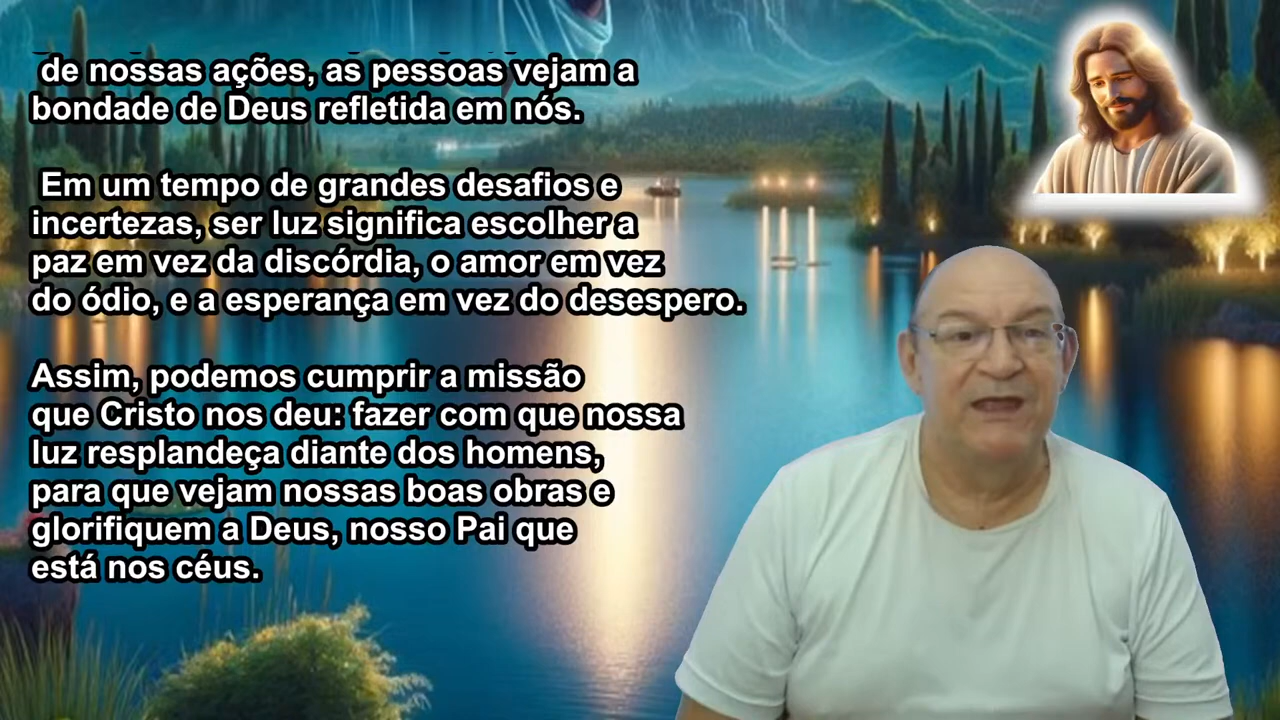 de nossas ações, as pessoas vejam a
bondade de Deus refletida em nós.
Em um tempo de grandes desafios e
incertezas, ser luz significa escolher a
paz em vez da discórdia, o amor em vez
do ódio, e a esperança em vez do desespero.
Assim, podemos cumprir a missão
que Cristo nos deu: fazer com que nossa
luz resplandeça diante dos homens,
para que vejam nossas boas obras e
glorifiquem a Deus, nosso Pai que
está nos céus.